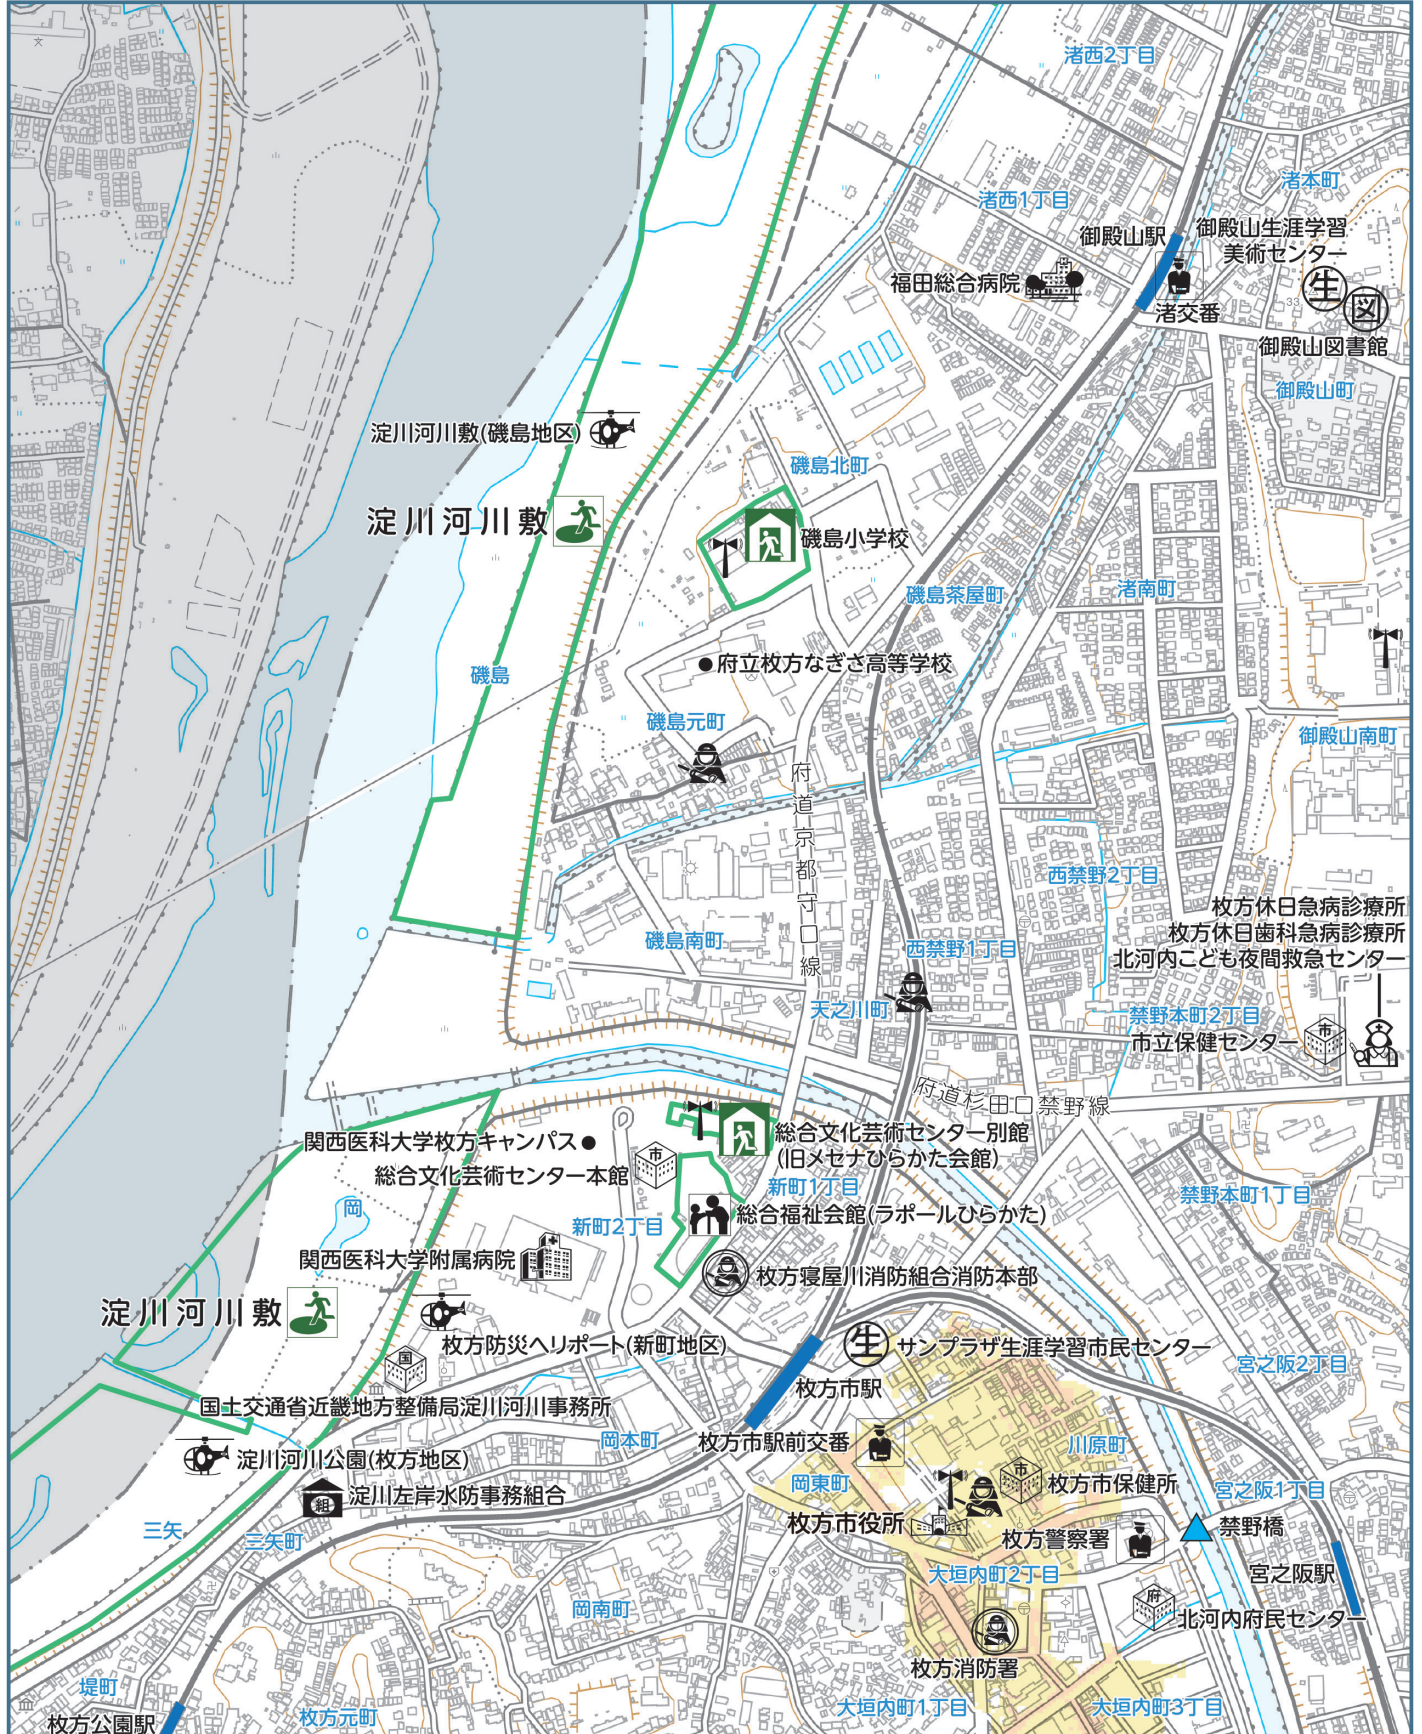 渚西2丁目
渚本町
渚西1丁目
御殿山駅
御殿山生涯学習
美術センター
生
図
福田総合病院
渚交番
33
御殿山図書館
御殿山町
淀川河川敷(磯島地区)
磯島北町
淀川河川敷
磯島小学校
磯島茶屋町
渚南町
磯島
府立枚方なぎさ高等学校
磯島元町
御殿山南町
府道京都守口線
西禁野2丁目
枚方休日急病診療所
枚方休日歯科急病診療所
北河内こども夜間救急センター
磯島南町
西禁野1丁目
天之川町
禁野本町2丁目
市立保健センター
市
府道杉田口禁野線
関西医科大学枚方キャンパス
総合文化芸術センター別館
(旧メセナひらかた会館)
総合文化芸術センター本館
市
新町1丁目
禁野本町1丁目
岡
新町2丁目
総合福祉会館(ラポールひらかた)
関西医科大学附属病院
枚方寝屋川消防組合消防本部
淀川河川敷
枚方防災ヘリポート(新町地区)
生
サンプラザ生涯学習市民センター
宮之阪2丁目
国
枚方市駅
国土交通省近畿地方整備局淀川河川事務所
岡本町
枚方市駅前交番
川原町
淀川河川公園(枚方地区)
岡東町
市
枚方市保健所
宮之阪1丁目
組
淀川左岸水防事務組合
三矢
三矢町
枚方市役所
枚方警察署
禁野橋
大垣内町2丁目
宮之阪駅
岡南町
府
北河内府民センター
枚方消防署
堤町
枚方公園駅
枚方元町
大垣内町1丁目
大垣内町3丁目